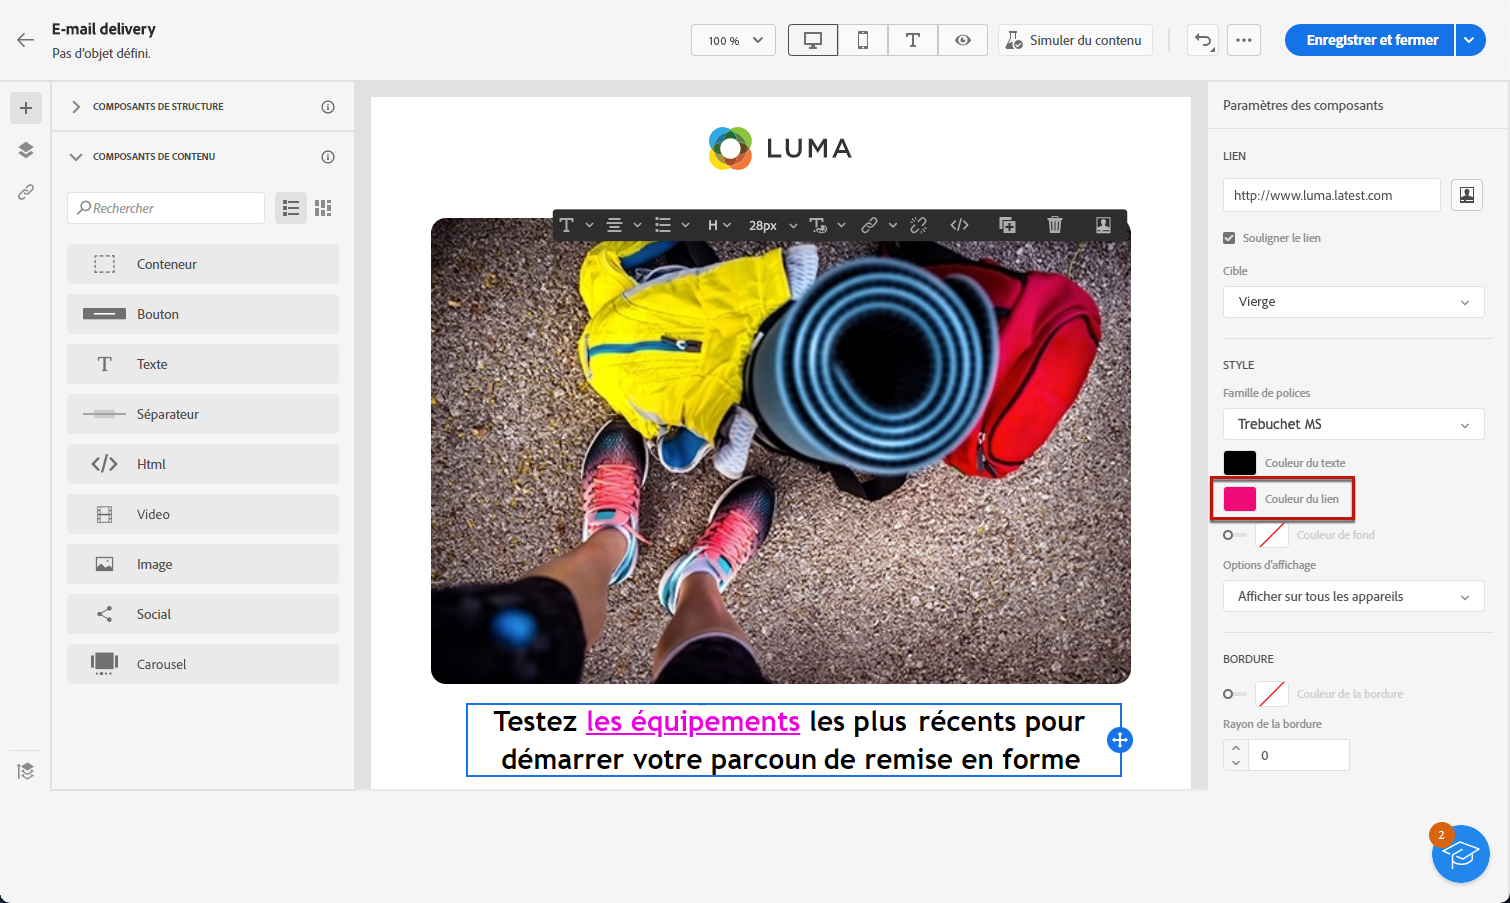 E-mail delivery
Pas d'objet défini.
100 %
Simuler du contenu
Enregistrer et fermer
COMPOSANTS DE STRUCTURE
COMPOSANTS DE CONTENU
Rechercher
Conteneur
Bouton
Texte
Séparateur
Html
Video
Image
Social
Carousel
LUMA
H
28px
Testez les équipements les plus récents pour
démarrer votre parcoun de remise en forme
Paramètres des composants
LIEN
http://www.luma.latest.com
Souligner le lien
Cible
Vierge
STYLE
Famille de polices
Trebuchet MS
Couleur du texte
Couleur du lien
Couleur de fond
Options d'affichage
Afficher sur tous les appareils
BORDURE
Couleur de la bordure
Rayon de la bordure
0
2